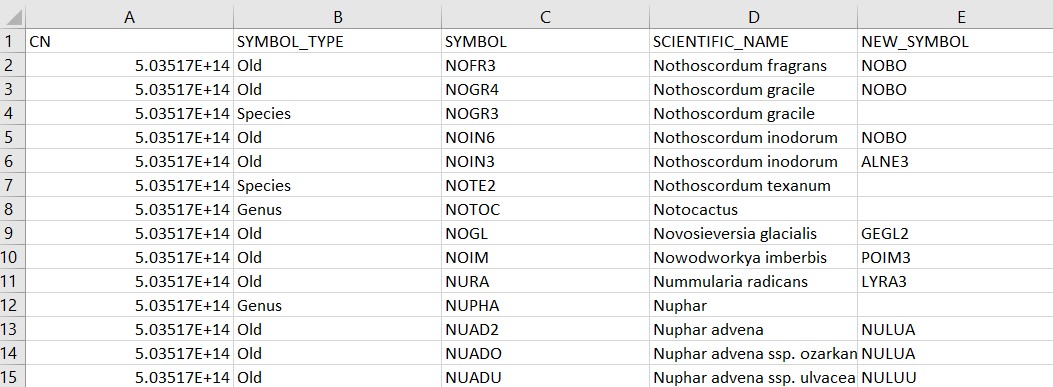 A B C D E
1 CN SYMBOL_TYPE SYMBOL SCIENTIFIC_NAME NEW_SYMBOL
2 5.03517E+14 Old NOFR3 Nothoscordum fragrans NOBO
3 5.03517E+14 Old NOGR4 Nothoscordum gracile NOBO
4 5.03517E+14 Species NOGR3 Nothoscordum gracile
5 5.03517E+14 Old NOIN6 Nothoscordum inodorum NOBO
6 5.03517E+14 Old NOIN3 Nothoscordum inodorum ALNE3
7 5.03517E+14 Species NOTE2 Nothoscordum texanum
8 5.03517E+14 Genus NOTOC Notocactus
9 5.03517E+14 Old NOGL Novosieversia glacialis GEGL2
10 5.03517E+14 Old NOIM Nowodworkya imberbis POIM3
11 5.03517E+14 Old NURA Nummularia radicans LYRA3
12 5.03517E+14 Genus NUPHA Nuphar
13 5.03517E+14 Old NUAD2 Nuphar advena NULUA
14 5.03517E+14 Old NUADO Nuphar advena ssp. ozarkan NULUA
15 5.03517E+14 Old NUADU Nuphar advena ssp. ulvacea NULUU